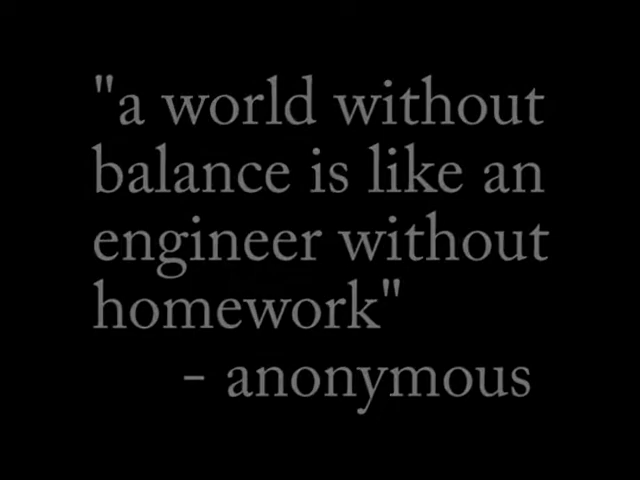 "a world without
balance is like an
engineer without
homework"
- anonymous